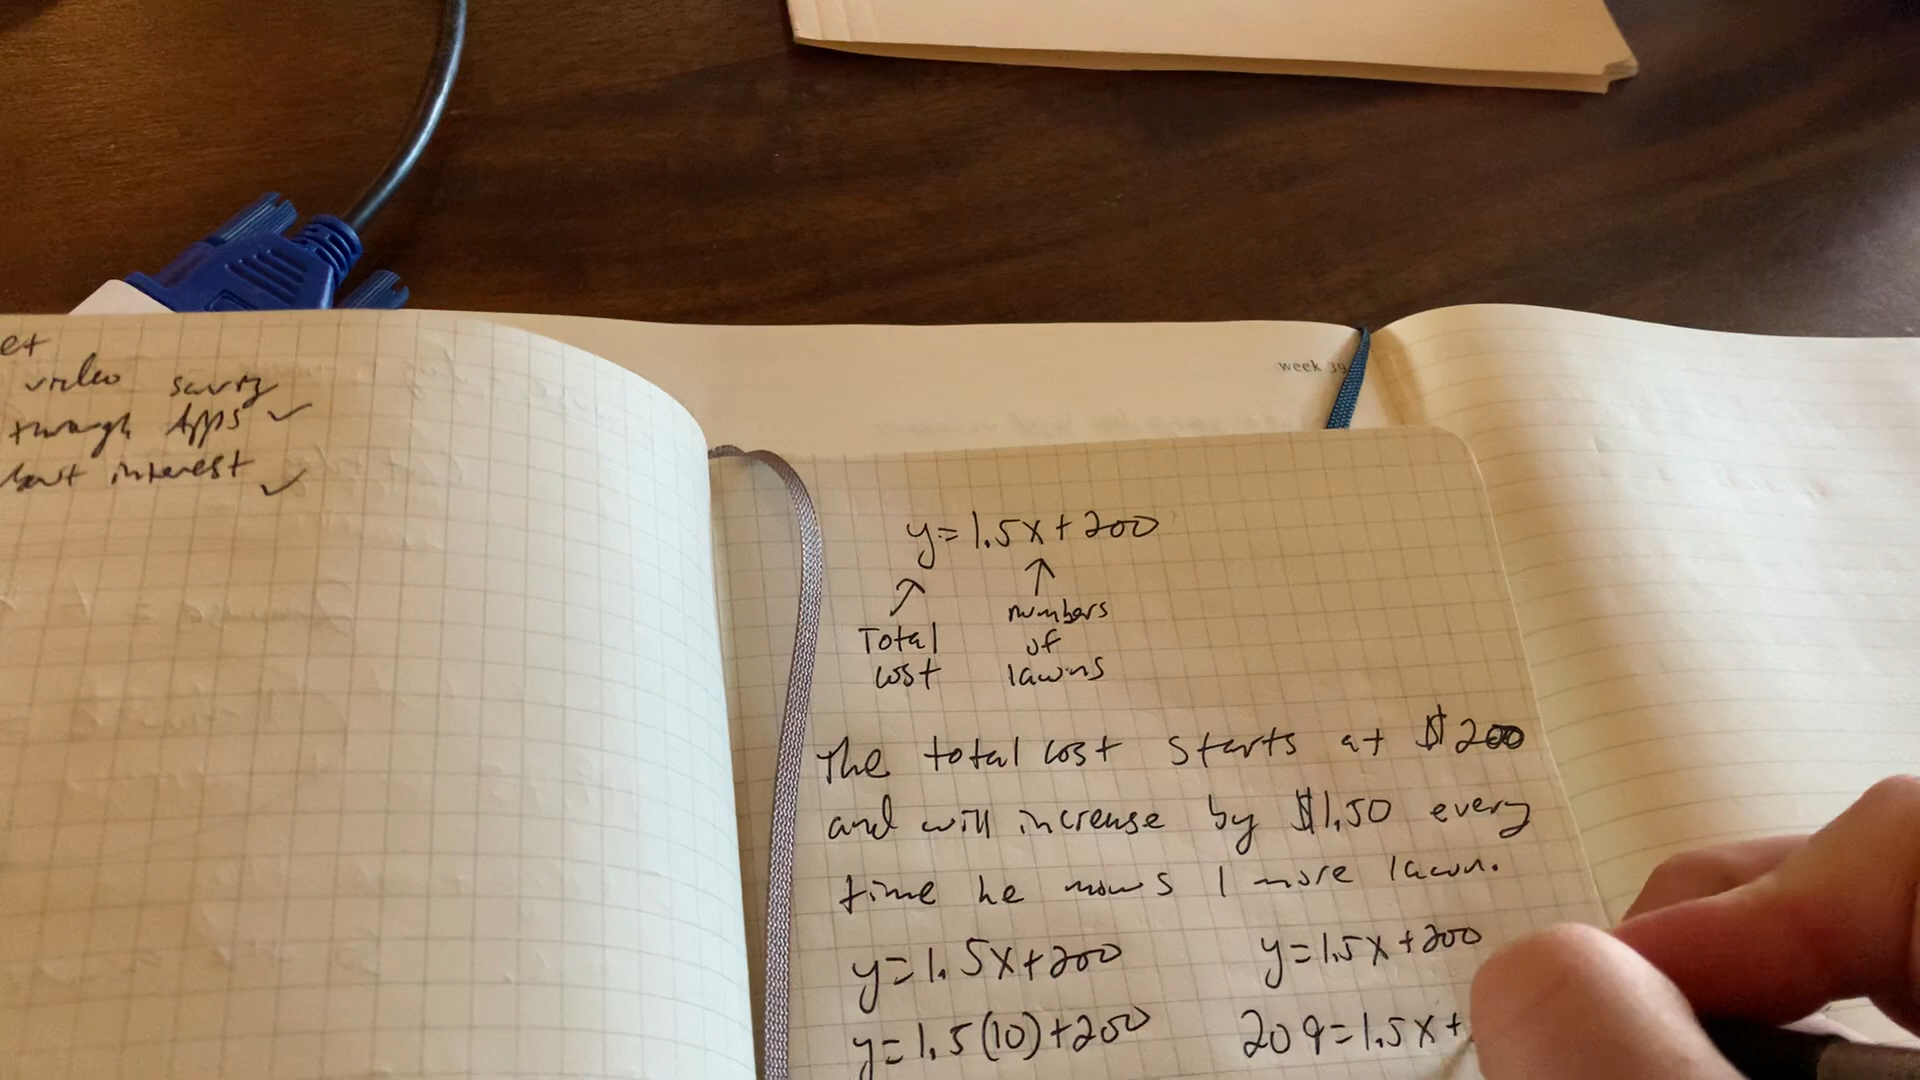 video
through Apps ✓
interest ✓
week 39
y=1.5x+200
Total cost
numbers of lawns
The total cost starts at $200
and will increase by $1.50 every
time he mows 1 more lawn.
y=1.5x+200
y=1.5(10)+200
y=1.5x+200
209=1.5x+